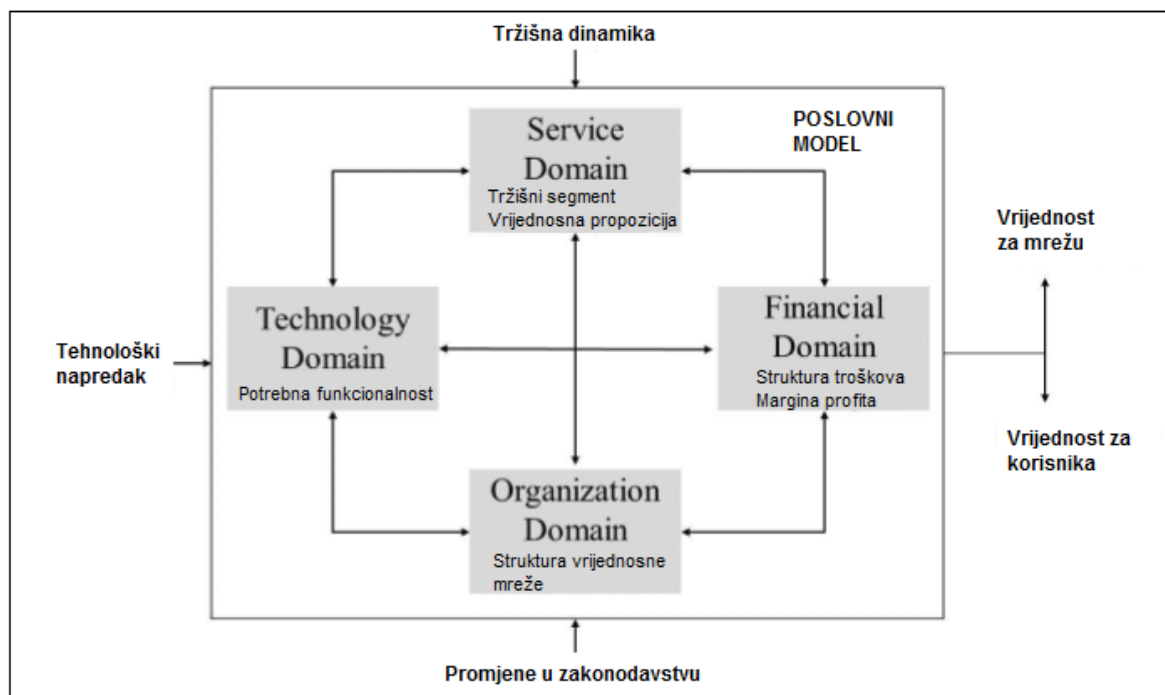 Tržišna dinamika
POSLOVNI
MODEL
Service
Domain
Tržišni segment
Vrijednosna propozicija
Technology
Domain
Potrebna funkcionalnost
Financial
Domain
Struktura troškova
Margina profita
Organization
Domain
Struktura vrijednosne
mreže
Tehnološki
napredak
Vrijednost
za mrežu
Vrijednost za
korisnika
Promjene u zakonodavstvu